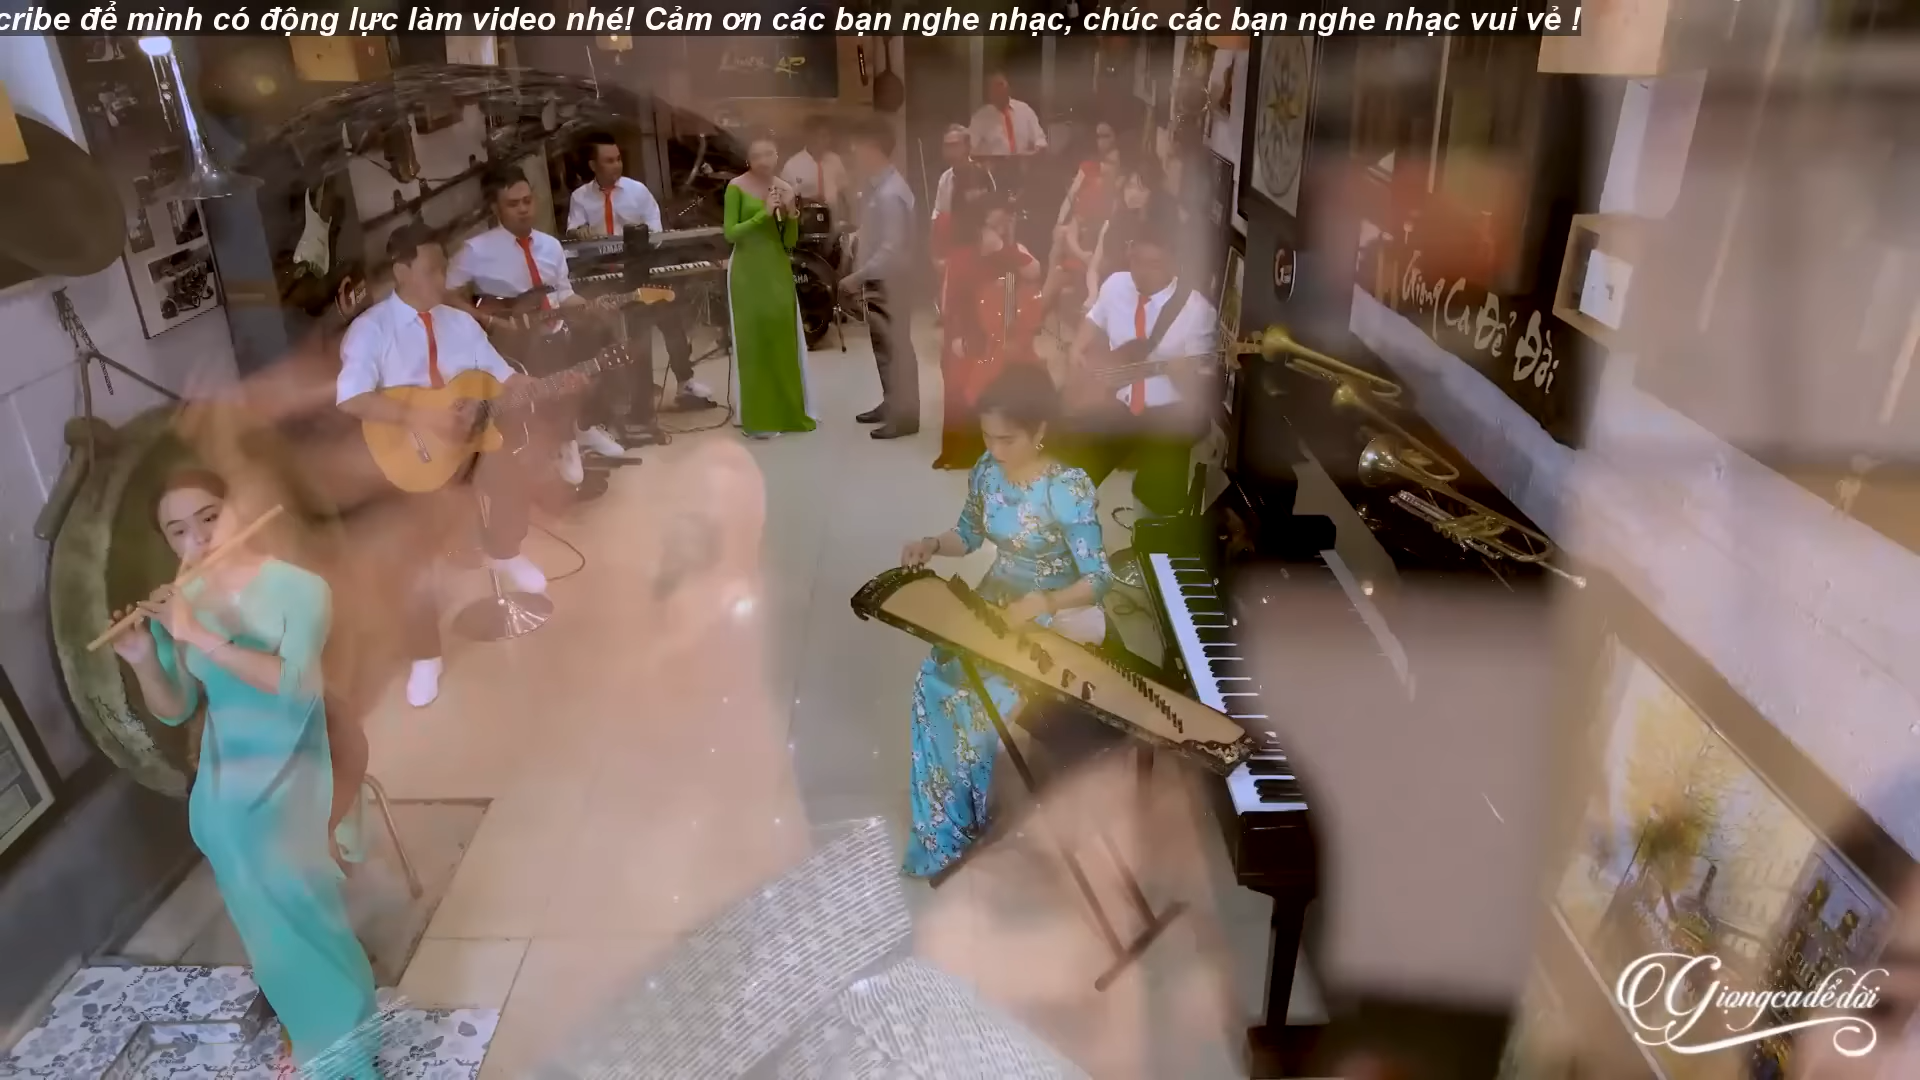 cribe để mình có động lực làm video nhé! Cảm ơn các bạn nghe nhạc, chúc các bạn nghe nhạc vui vẻ !
YAMAHA
Giọng Ca Để Đời
Giọngcađểđời